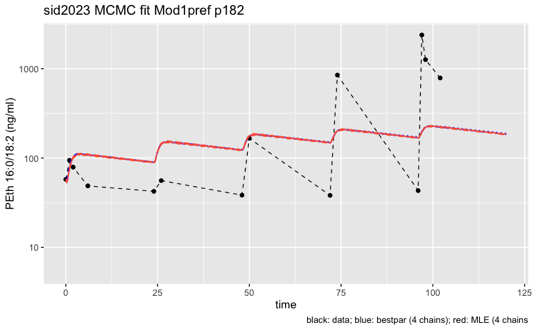 sid2023 MCMC fit Mod1pref p182
PEth 16:0/18:2 (ng/ml)
1000
100
10
0
25
50
75
100
125
time
black: data; blue: bestpar (4 chains); red: MLE (4 chains